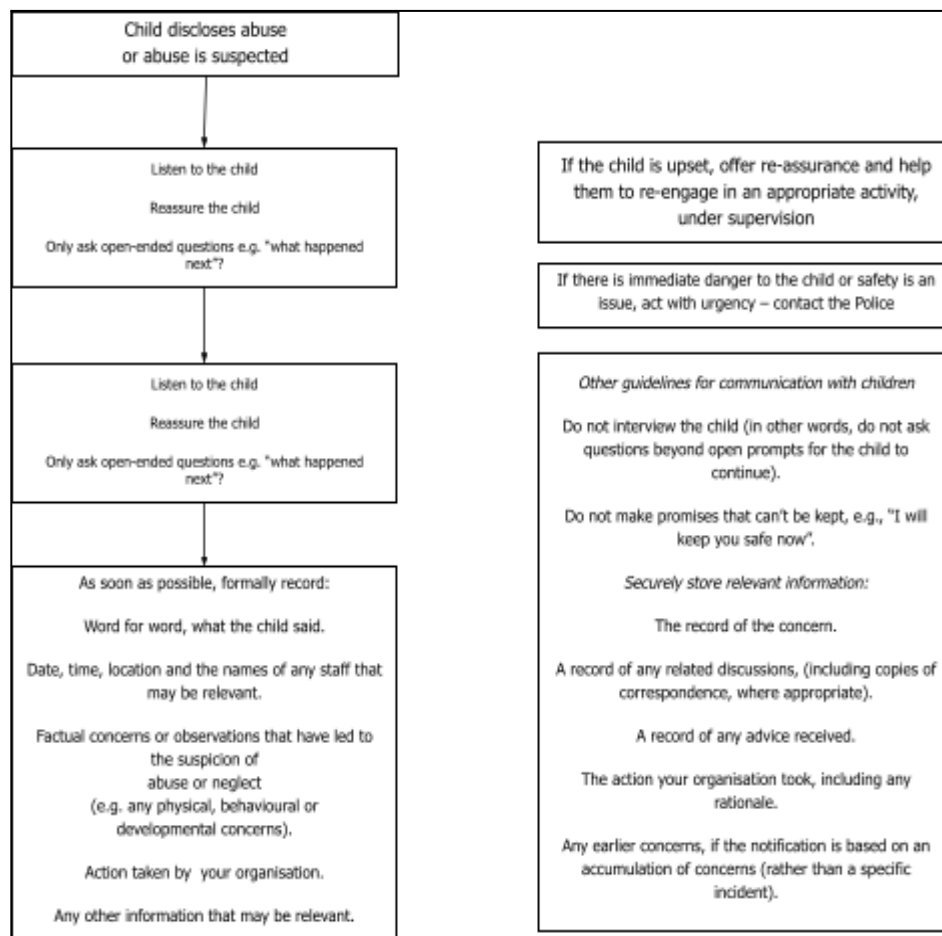 Child discloses abuse
or abuse is suspected
Listen to the child
Reassure the child
Only ask open-ended questions e.g. "what happened
next"?
Listen to the child
Reassure the child
Only ask open-ended questions e.g. "what happened
next"?
As soon as possible, formally record:
Word for word, what the child said.
Date, time, location and the names of any staff that
may be relevant.
Factual concerns or observations that have led to
the suspicion of
abuse or neglect
(e.g. any physical, behavioural or
developmental concerns).
Action taken by your organisation.
Any other information that may be relevant.
If the child is upset, offer re-assurance and help
them to re-engage in an appropriate activity,
under supervision
If there is immediate danger to the child or safety is an
issue, act with urgency – contact the Police
Other guidelines for communication with children
Do not interview the child (in other words, do not ask
questions beyond open prompts for the child to
continue).
Do not make promises that can't be kept, e.g., "I will
keep you safe now".
Securely store relevant information:
The record of the concern.
A record of any related discussions, (including copies of
correspondence, where appropriate).
A record of any advice received.
The action your organisation took, including any
rationale.
Any earlier concerns, if the notification is based on an
accumulation of concerns (rather than a specific
incident).